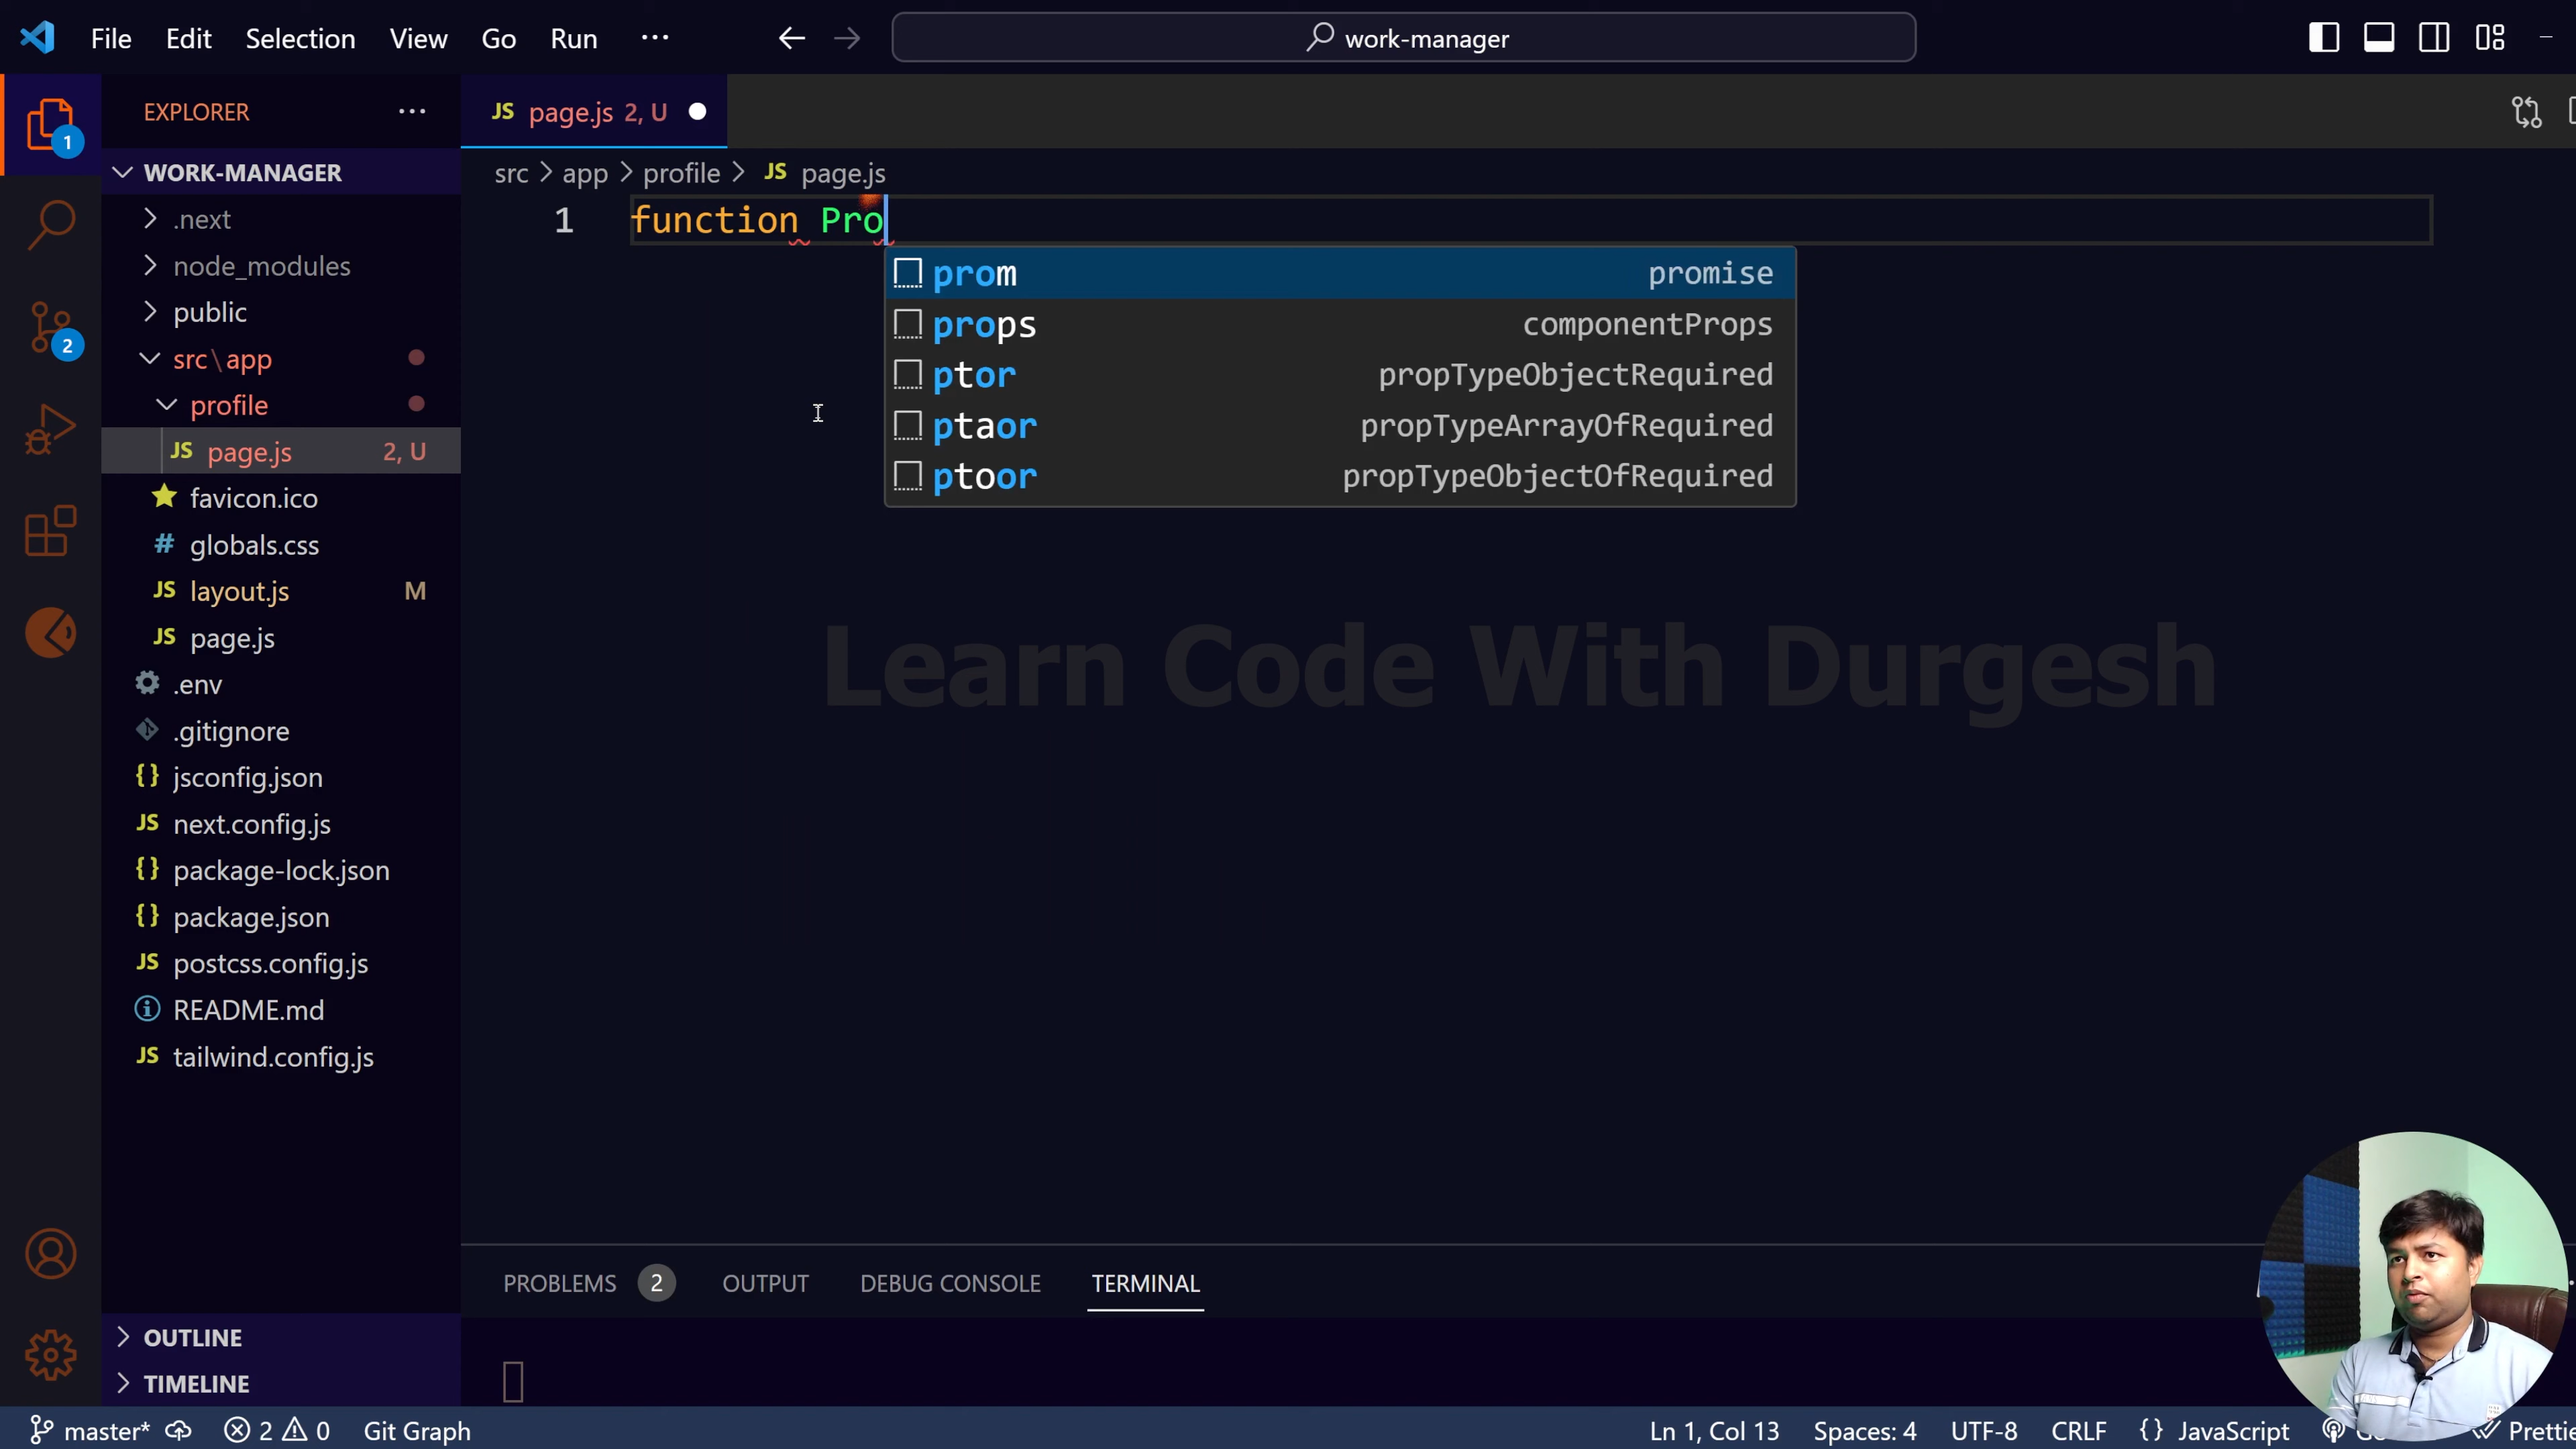 File Edit Selection View Go Run ··· work-manager
EXPLORER ···
WORK-MANAGER
.next
node_modules
public
src\app
profile
JS page.js 2, U
favicon.ico
# globals.css
JS layout.js M
JS page.js
.env
.gitignore
{} jsconfig.json
JS next.config.js
{} package-lock.json
{} package.json
JS postcss.config.js
README.md
JS tailwind.config.js
OUTLINE
TIMELINE
1
2
JS page.js 2, U
src > app > profile > JS page.js
1 function Pro
prom promise
props componentProps
ptor propTypeObjectRequired
ptaor propTypeArrayOfRequired
ptoor propTypeObjectOfRequired
Learn Code With Durgesh
PROBLEMS 2 OUTPUT DEBUG CONSOLE TERMINAL
master* 2 0 Git Graph Ln 1, Col 13 Spaces: 4 UTF-8 CRLF {} JavaScript